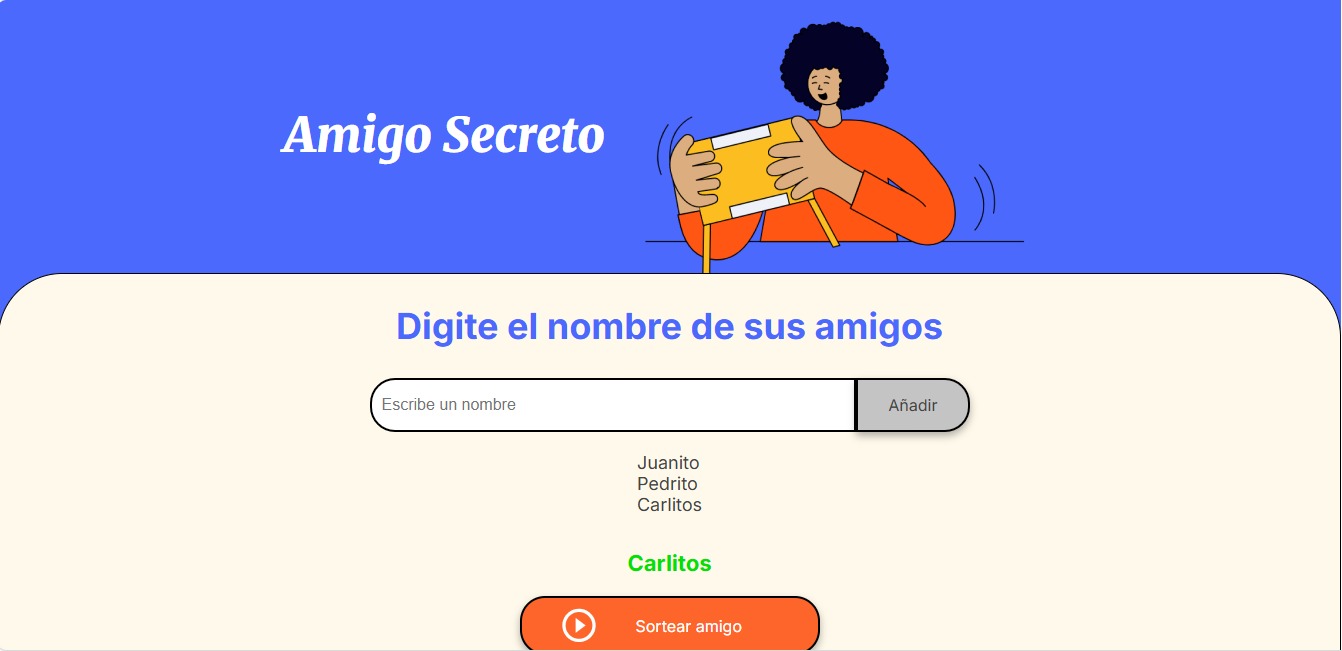 Amigo Secreto
Digite el nombre de sus amigos
Escribe un nombre
Añadir
Juanito
Pedrito
Carlitos
Carlitos
Sortear amigo